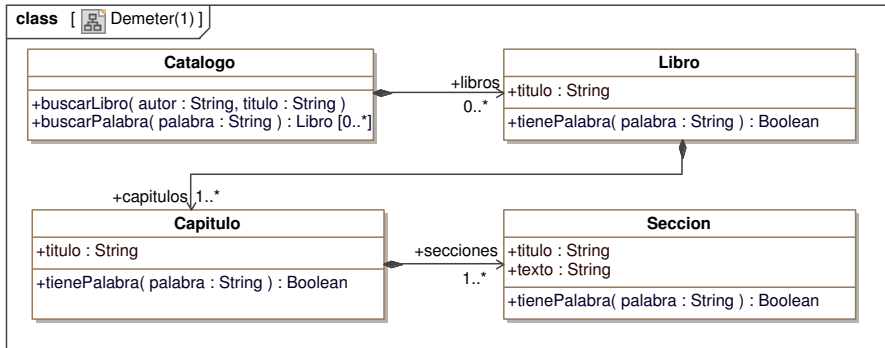 class [ Demeter(1) ]
Catalogo
+buscarLibro( autor : String, titulo : String )
+buscarPalabra( palabra : String ) : Libro [0..*]
+libros
0..*
Libro
+titulo : String
+tienePalabra( palabra : String ) : Boolean
+capitulos 1..*
Capítulo
+titulo : String
+tienePalabra( palabra : String ) : Boolean
+secciones
1..*
Seccion
+titulo : String
+texto : String
+tienePalabra( palabra : String ) : Boolean